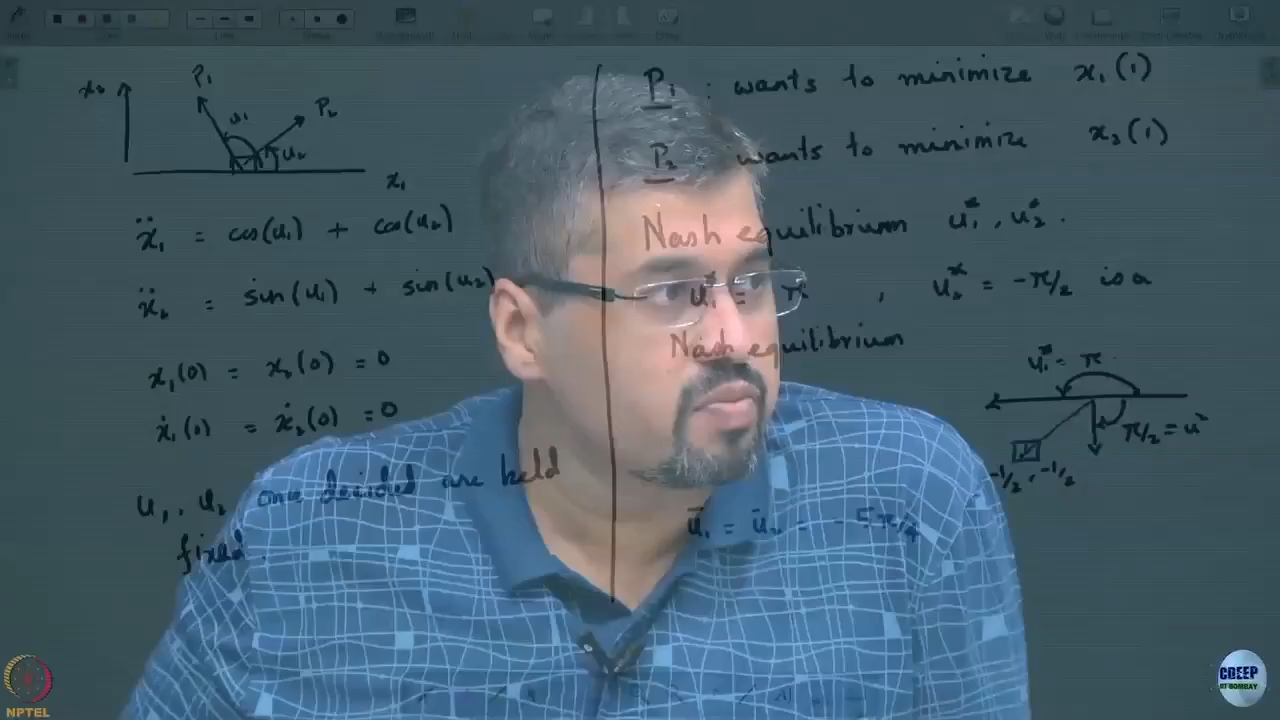 x₂
P₁
u₁
P₂
u₂
x₁
ẍ₁ = cos(u₁) + cos(u₂)
ẍ₂ = sin(u₁) + sin(u₂)
x₁(0) = x₂(0) = 0
ẋ₁(0) = ẋ₂(0) = 0
u₁, u₂ once decided are held
fixed.
P₁ : wants to minimize x₁(1)
P₂ : wants to minimize x₂(1)
Nash equilibrium u₁*, u₂*.
u₁* = π , u₂* = -π/2 is a
Nash equilibrium
u₁* = π
π/2 = u²
-1/2, -1/2
ū₁ = ū₂ = - 5π/4
NPTEL
CDEEP
IIT BOMBAY